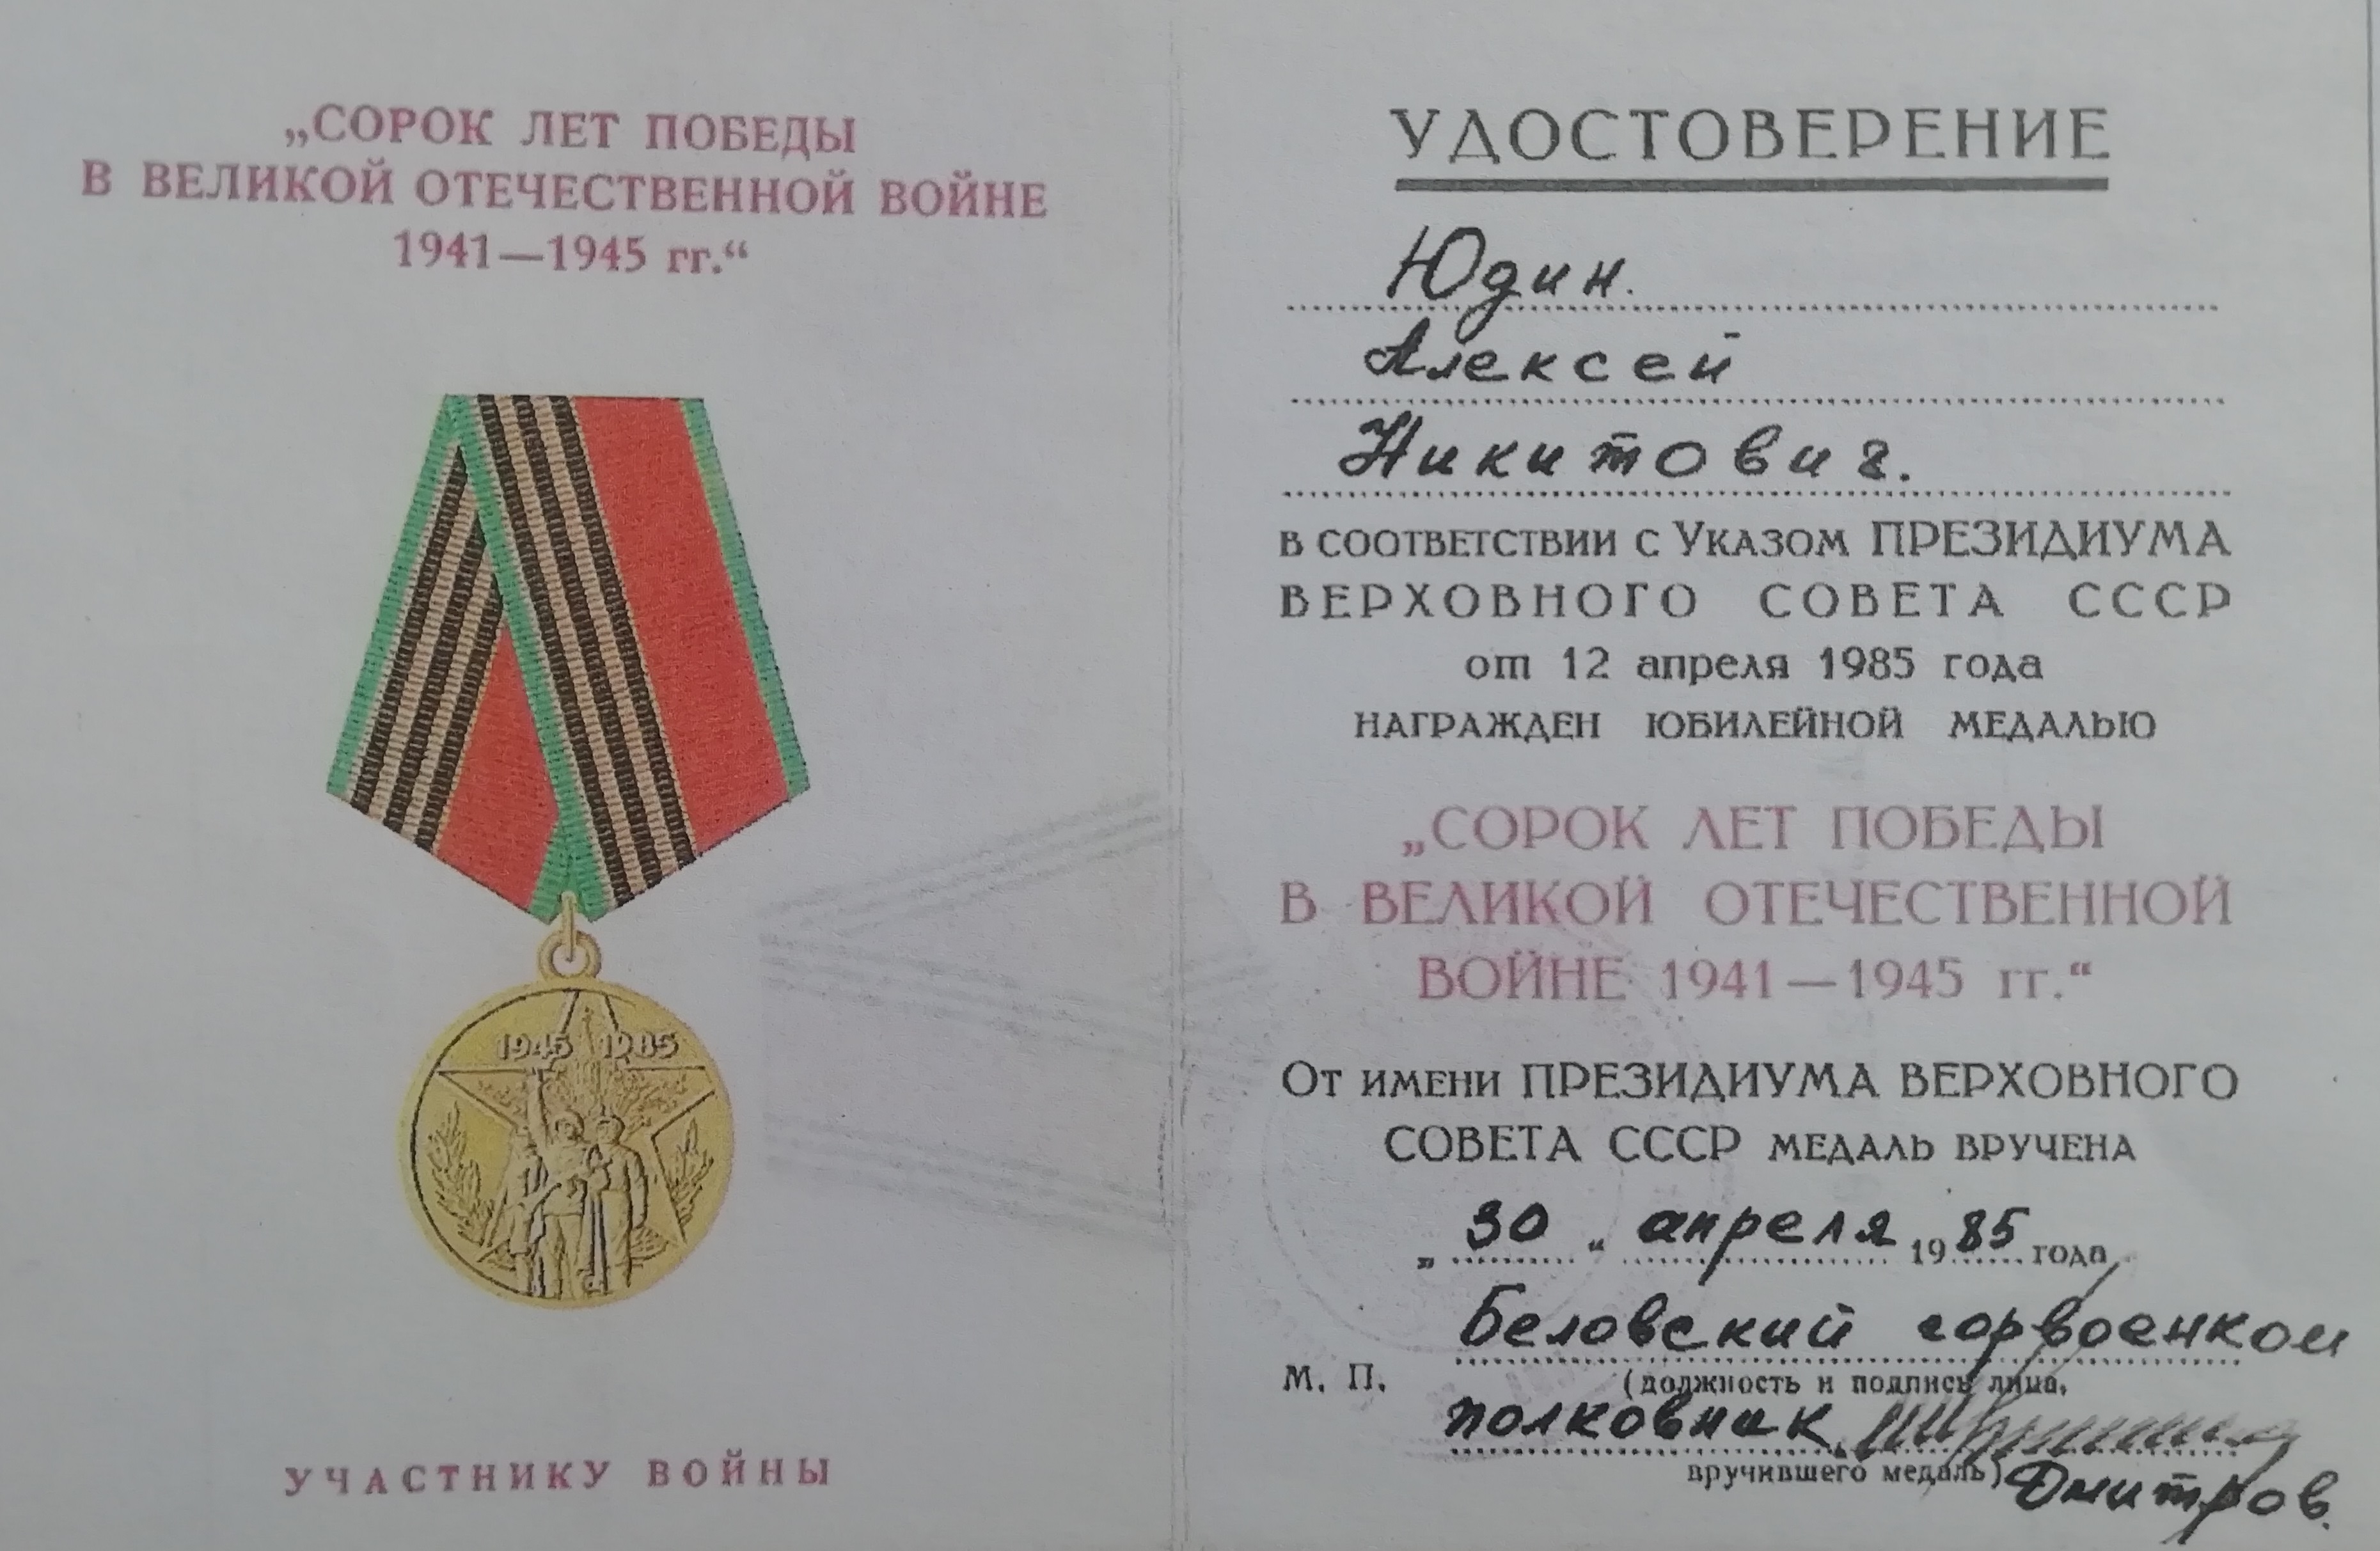 „СОРОК ЛЕТ ПОБЕДЫ
В ВЕЛИКОЙ ОТЕЧЕСТВЕННОЙ ВОЙНЕ
1941—1945 гг.“
1945 1985
УЧАСТНИКУ ВОЙНЫ
УДОСТОВЕРЕНИЕ
Юдин.
Алексей
Никитович.
В СООТВЕТСТВИИ С УКАЗОМ ПРЕЗИДИУМА
ВЕРХОВНОГО СОВЕТА СССР
от 12 апреля 1985 года
НАГРАЖДЕН ЮБИЛЕЙНОЙ МЕДАЛЬЮ
„СОРОК ЛЕТ ПОБЕДЫ
В ВЕЛИКОЙ ОТЕЧЕСТВЕННОЙ
ВОЙНЕ 1941—1945 гг.“
ОТ ИМЕНИ ПРЕЗИДИУМА ВЕРХОВНОГО
СОВЕТА СССР МЕДАЛЬ ВРУЧЕНА
„30“ апреля 1985 года
Беловский горвоенком
М. П. (должность и подпись лица,
полковник
вручившего медаль)
Дмитров.